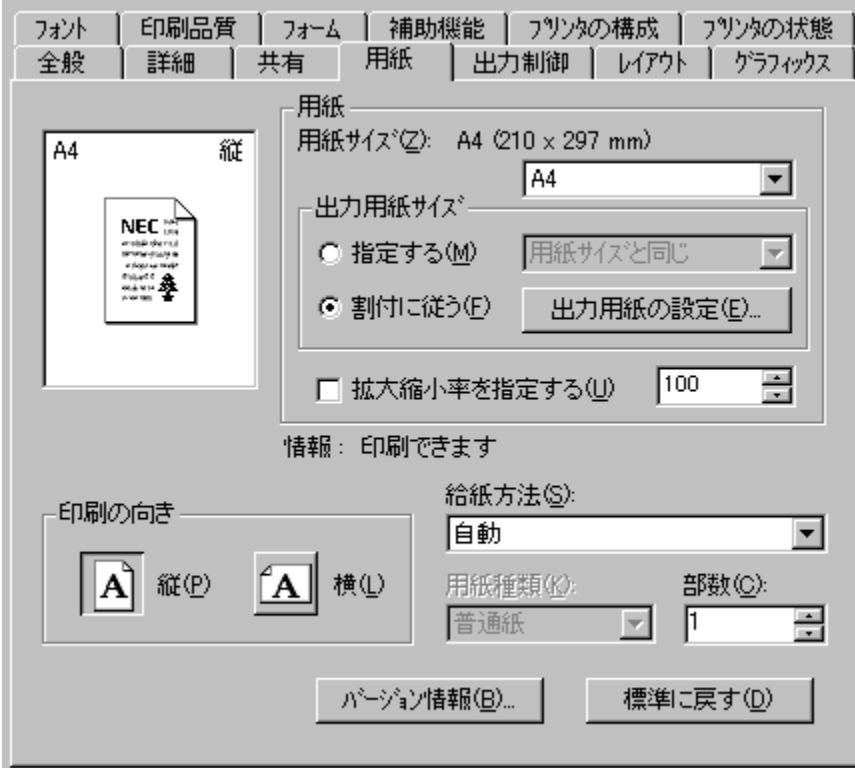 ﾌｫﾝﾄ 印刷品質 ﾌｫｰﾑ 補助機能 ﾌﾟﾘﾝﾀの構成 ﾌﾟﾘﾝﾀの状態
全般 詳細 共有 用紙 出力制御 ﾚｲｱｳﾄ ｸﾞﾗﾌｨｯｸｽ
用紙
A4 縦
用紙ｻｲｽﾞ(Z): A4 (210 x 297 mm)
A4
出力用紙ｻｲｽﾞ
NEC
指定する(M) 用紙ｻｲｽﾞと同じ
割付に従う(F) 出力用紙の設定(E)...
拡大縮小率を指定する(U) 100
情報： 印刷できます
印刷の向き
A 縦(P) A 横(L)
給紙方法(S):
自動
用紙種類(K): 部数(C):
普通紙 1
ﾊﾞｰｼﾞｮﾝ情報(B)... 標準に戻す(D)